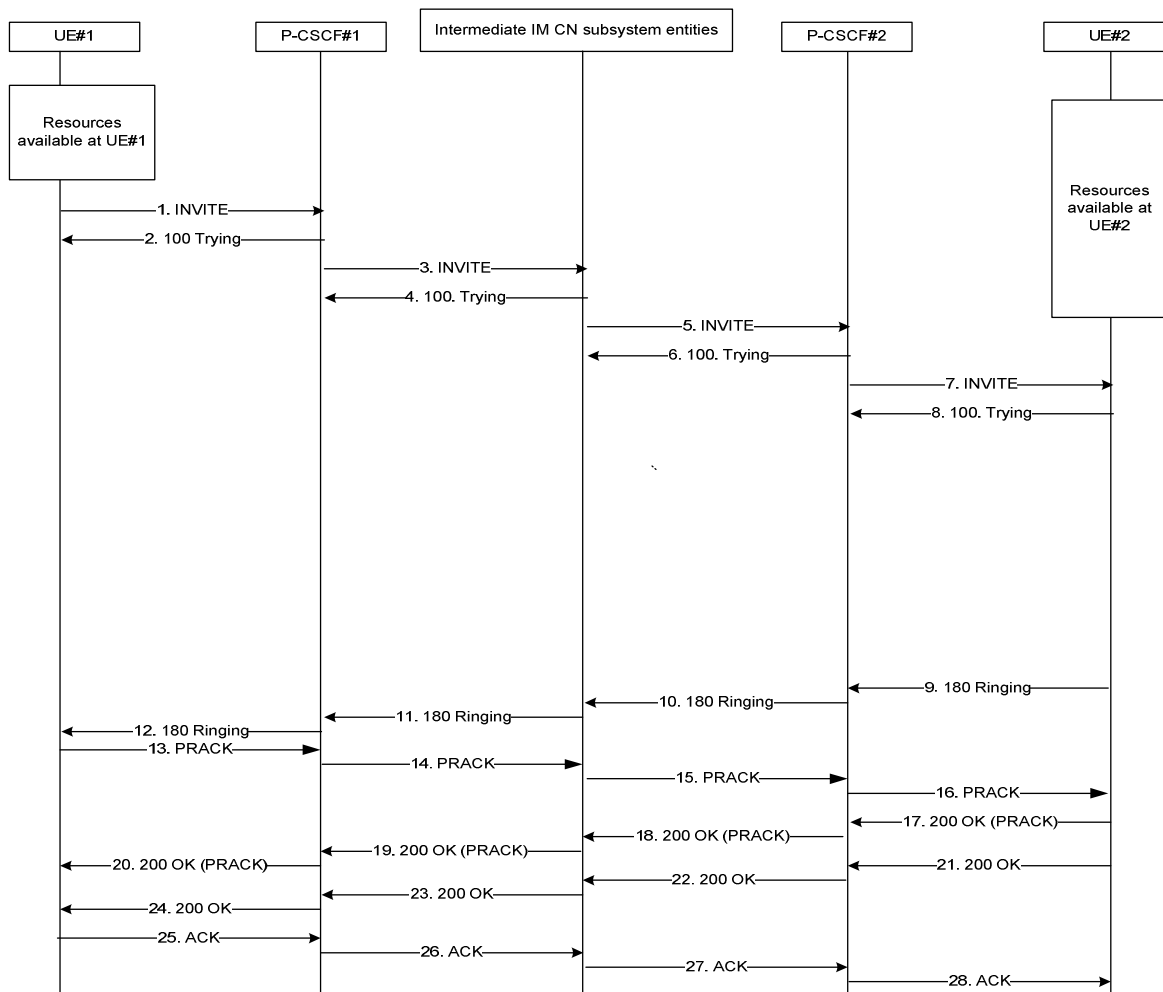 UE#1
P-CSCF#1
Intermediate IM CN subsystem entities
P-CSCF#2
UE#2
Resources
available at UE#1
Resources
available at
UE#2
1. INVITE
2. 100 Trying
3. INVITE
4. 100. Trying
5. INVITE
6. 100. Trying
7. INVITE
8. 100. Trying
9. 180 Ringing
10. 180 Ringing
11. 180 Ringing
12. 180 Ringing
13. PRACK
14. PRACK
15. PRACK
16. PRACK
17. 200 OK (PRACK)
18. 200 OK (PRACK)
19. 200 OK (PRACK)
20. 200 OK (PRACK)
21. 200 OK
22. 200 OK
23. 200 OK
24. 200 OK
25. ACK
26. ACK
27. ACK
28. ACK